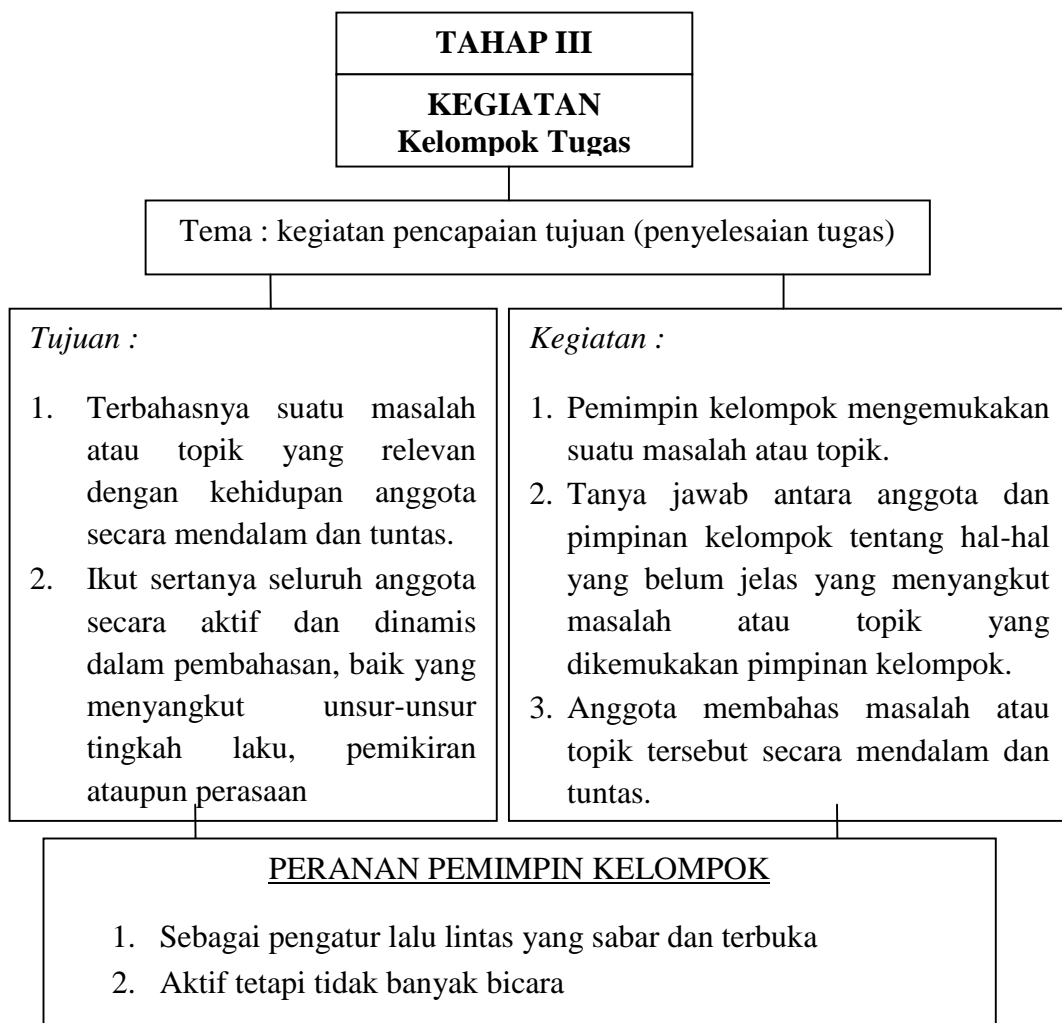 TAHAP III
KEGIATAN
Kelompok Tugas
Tema : kegiatan pencapaian tujuan (penyelesaian tugas)
Tujuan :
1. Terbahasnya suatu masalah
atau topik yang relevan
dengan kehidupan anggota
secara mendalam dan tuntas.
2. Ikut sertanya seluruh anggota
secara aktif dan dinamis
dalam pembahasan, baik yang
menyangkut unsur-unsur
tingkah laku, pemikiran
ataupun perasaan
Kegiatan :
1. Pemimpin kelompok mengemukakan
suatu masalah atau topik.
2. Tanya jawab antara anggota dan
pimpinan kelompok tentang hal-hal
yang belum jelas yang menyangkut
masalah atau topik yang
dikemukakan pimpinan kelompok.
3. Anggota membahas masalah atau
topik tersebut secara mendalam dan
tuntas.
PERANAN PEMIMPIN KELOMPOK
1. Sebagai pengatur lalu lintas yang sabar dan terbuka
2. Aktif tetapi tidak banyak bicara